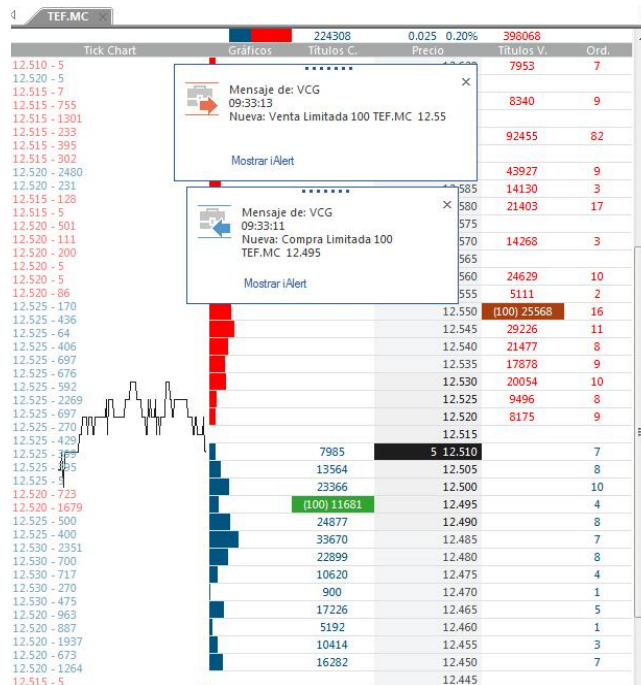 TEF.MC
224308 0.025 0.20% 398068
Tick Chart Gráficos Títulos C. Precio Títulos V. Ord.
12.510 - 5
12.520 - 5
12.515 - 7
12.515 - 755
12.515 - 1301
12.515 - 233
12.515 - 395
12.515 - 302
12.520 - 2480
12.520 - 231
12.515 - 128
12.515 - 5
12.520 - 501
12.520 - 111
12.520 - 200
12.520 - 5
12.520 - 5
12.520 - 86
12.525 - 170
12.525 - 436
12.525 - 64
12.525 - 406
12.525 - 697
12.525 - 676
12.525 - 592
12.525 - 2269
12.525 - 697
12.525 - 270
12.525 - 429
12.525
12.525
12.525 - 5
12.520 - 723
12.520 - 1679
12.525 - 500
12.525 - 400
12.530 - 2351
12.530 - 700
12.530 - 717
12.530 - 270
12.530 - 475
12.520 - 963
12.520 - 887
12.520 - 1937
12.520 - 673
12.520 - 1264
12.515 - 5
Mensaje de: VCG
09:33:13
Nueva: Venta Limitada 100 TEF.MC 12.55
Mostrar iAlert
Mensaje de: VCG
09:33:11
Nueva: Compra Limitada 100
TEF.MC 12.495
Mostrar iAlert
7953 7
8340 9
92455 82
43927 9
585 14130 3
580 21403 17
575
570 14268 3
565
560 24629 10
555 5111 2
12.550 (100) 25568 16
12.545 29226 11
12.540 21477 8
12.535 17878 9
12.530 20054 10
12.525 9496 8
12.520 8175 9
12.515
7985 5 12.510 7
13564 12.505 8
23366 12.500 10
(100) 11681 12.495 4
24877 12.490 8
33670 12.485 7
22899 12.480 8
10620 12.475 4
900 12.470 1
17226 12.465 5
5192 12.460 1
10414 12.455 3
16282 12.450 7
12.445